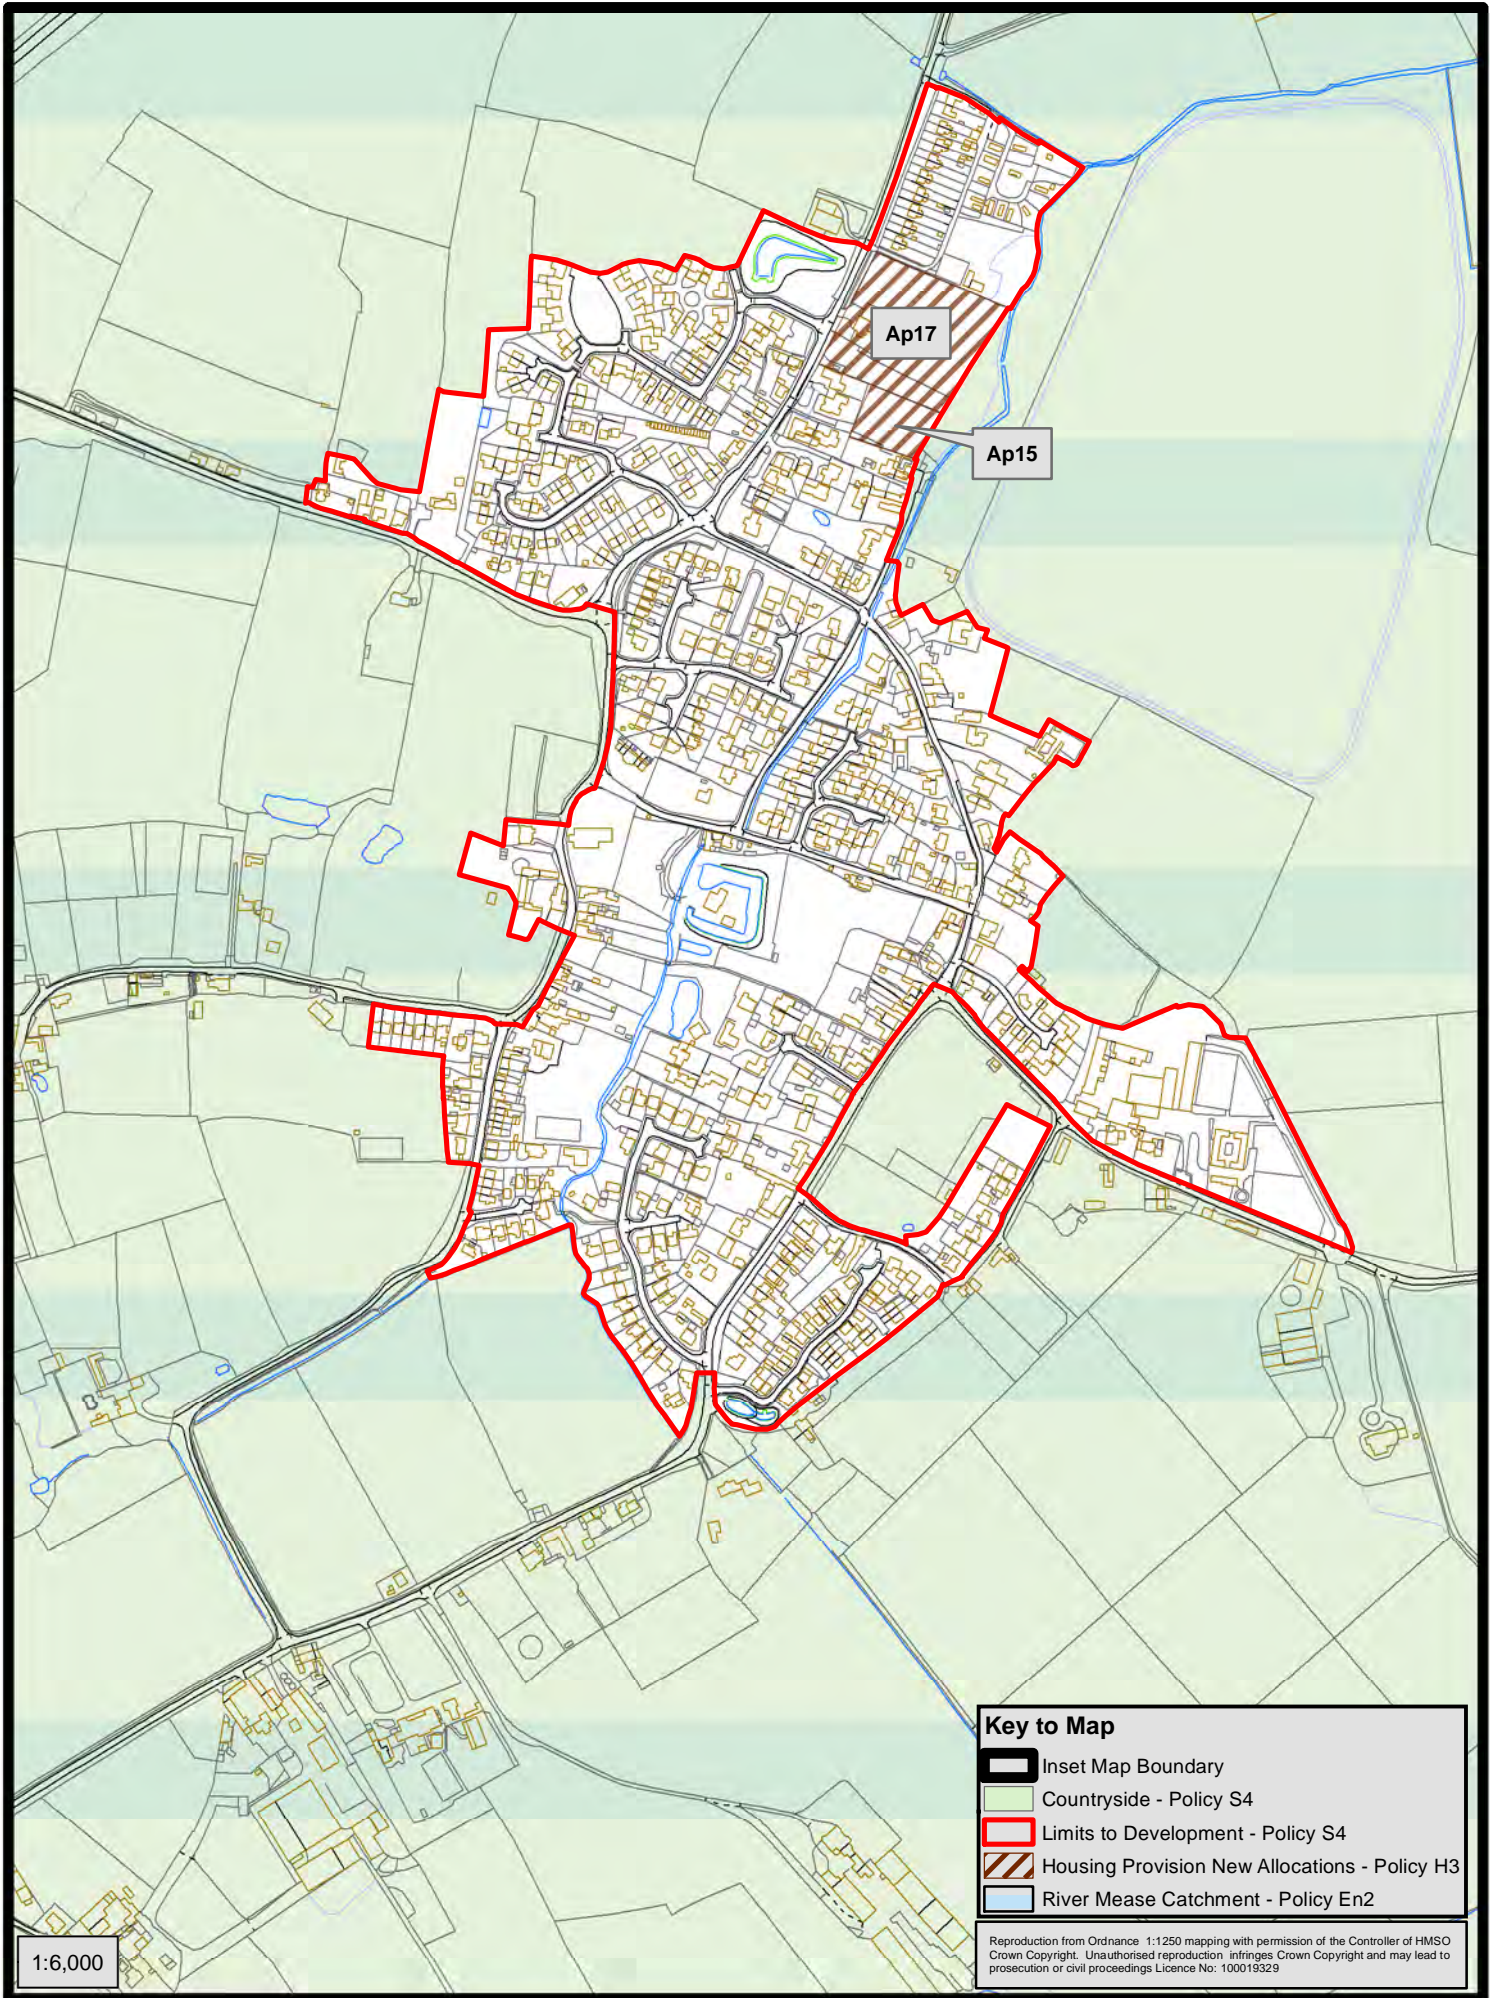 Ap17
Ap15
Key to Map
Inset Map Boundary
Countryside - Policy S4
Limits to Development - Policy S4
Housing Provision New Allocations - Policy H3
River Mease Catchment - Policy En2
Reproduction from Ordnance 1:1250 mapping with permission of the Controller of HMSO
Crown Copyright. Unauthorised reproduction infringes Crown Copyright and may lead to
prosecution or civil proceedings Licence No: 100019329
1:6,000